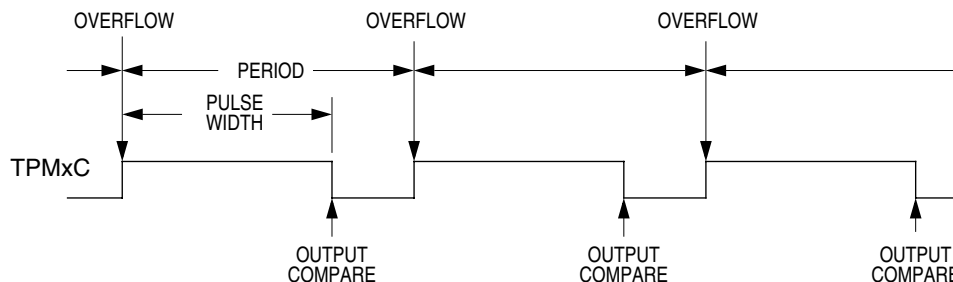 OVERFLOW OVERFLOW OVERFLOW
PERIOD
PULSE
WIDTH
TPMxC
OUTPUT
COMPARE
OUTPUT
COMPARE
OUTPUT
COMPARE